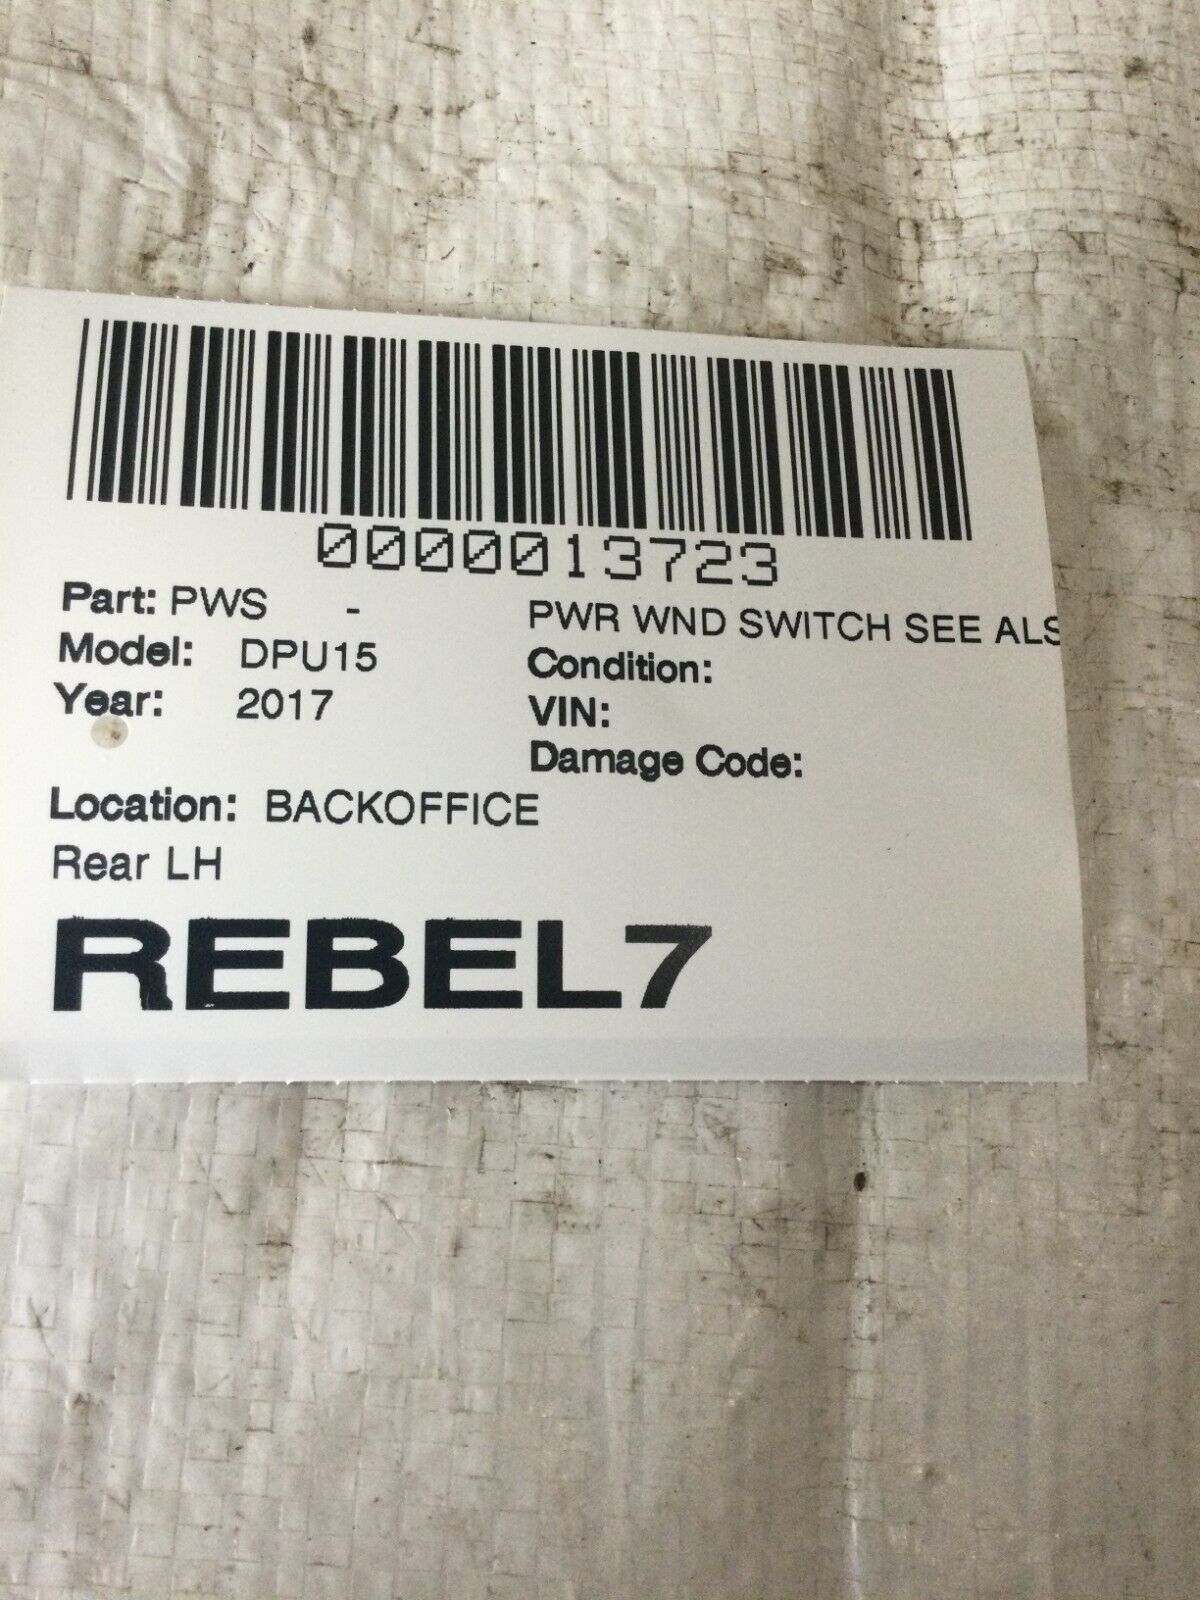 0000013723
Part: PWS - PWR WND SWITCH SEE ALS
Model: DPU15 Condition:
Year: 2017 VIN:
Damage Code:
Location: BACKOFFICE
Rear LH
REBEL7